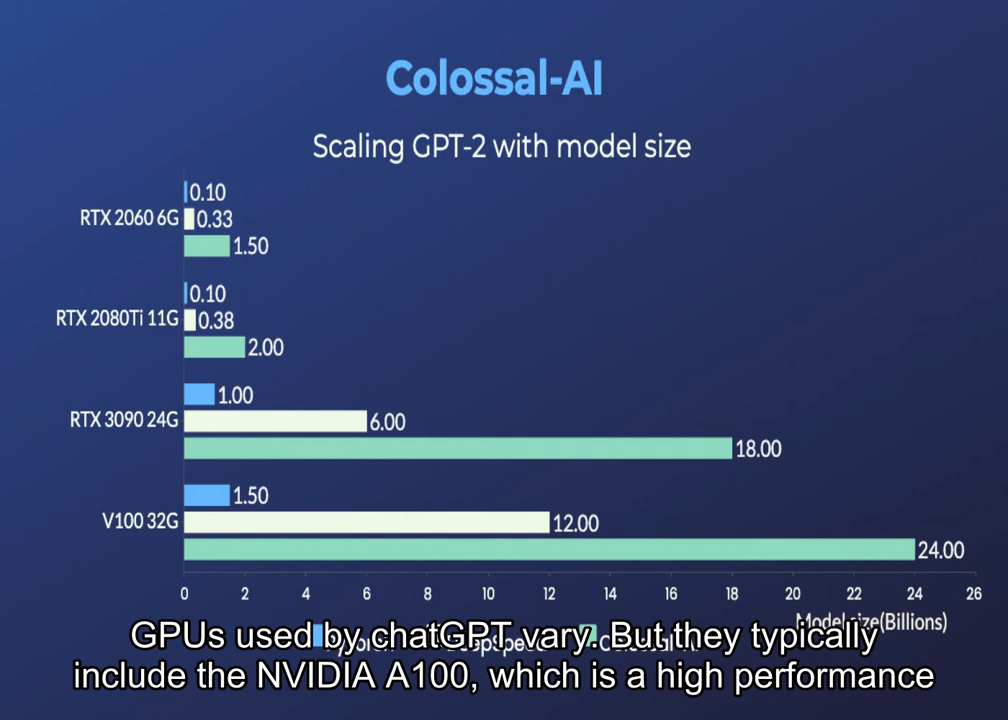 Colossal-AI
Scaling GPT-2 with model size
0.10
RTX 2060 6G 0.33
1.50
0.10
RTX 2080Ti 11G 0.38
2.00
1.00
RTX 3090 24G 6.00
18.00
1.50
V100 32G 12.00
24.00
0 2 4 6 8 10 12 14 16 18 20 22 24 26
Model size(Billions)
GPUs used by chatGPT vary. But they typically
include the NVIDIA A100, which is a high performance